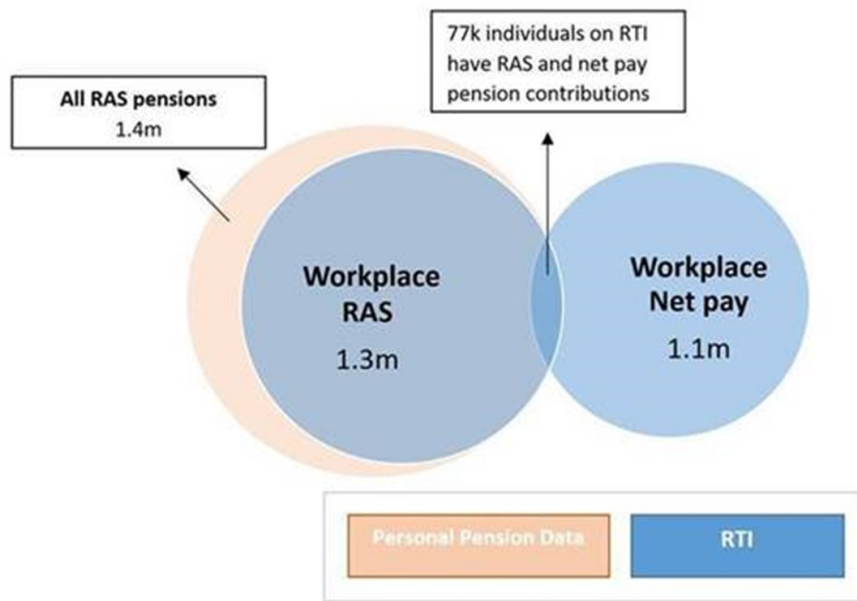 77k individuals on RTI
have RAS and net pay
pension contributions
All RAS pensions
1.4m
Workplace
RAS
1.3m
Workplace
Net pay
1.1m
Personal Pension Data
RTI